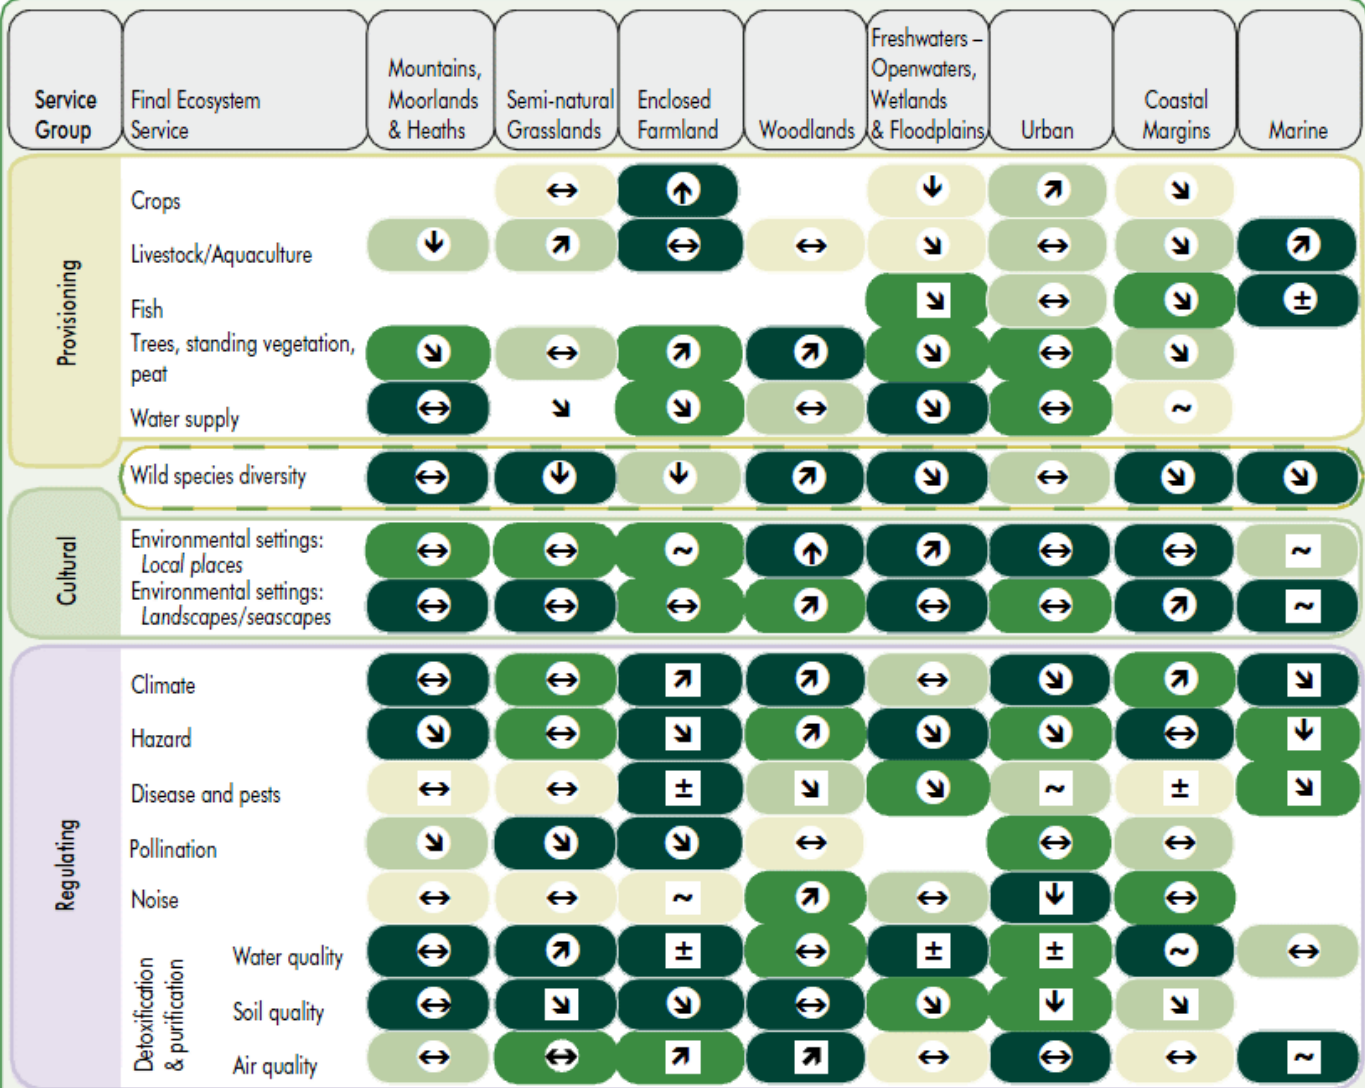 Service
Group
Final Ecosystem
Service
Mountains,
Moorlands
& Heaths
Semi-natural
Grasslands
Enclosed
Farmland
Woodlands
Freshwaters –
Openwaters,
Wetlands
& Floodplains
Urban
Coastal
Margins
Marine
Provisioning
Crops
↔ ↑ ↓ ↗ ↘
Livestock/Aquaculture
↓ ↗ ↔ ↔ ↘ ↔ ↘ ↗
Fish
↘ ↔ ↘ ±
Trees, standing vegetation,
peat
↘ ↔ ↗ ↗ ↘ ↔ ↘
Water supply
↔ ↘ ↘ ↔ ↘ ↔ ~
Wild species diversity
↔ ↓ ↓ ↗ ↘ ↔ ↘ ↘
Cultural
Environmental settings:
Local places
↔ ↔ ~ ↑ ↗ ↔ ↔ ~
Environmental settings:
Landscapes/seascapes
↔ ↔ ↔ ↗ ↔ ↔ ↗ ~
Regulating
Climate
↔ ↔ ↗ ↗ ↔ ↘ ↗ ↘
Hazard
↘ ↔ ↘ ↗ ↘ ↘ ↔ ↓
Disease and pests
↔ ↔ ± ↘ ↘ ~ ± ↘
Pollination
↘ ↘ ↘ ↔ ↔ ↔
Noise
↔ ↔ ~ ↗ ↔ ↓ ↔
Detoxification
& purification
Water quality
↔ ↗ ± ↔ ± ± ~ ↔
Soil quality
↔ ↘ ↘ ↔ ↘ ↓ ↘
Air quality
↔ ↔ ↗ ↗ ↔ ↔ ↔ ~